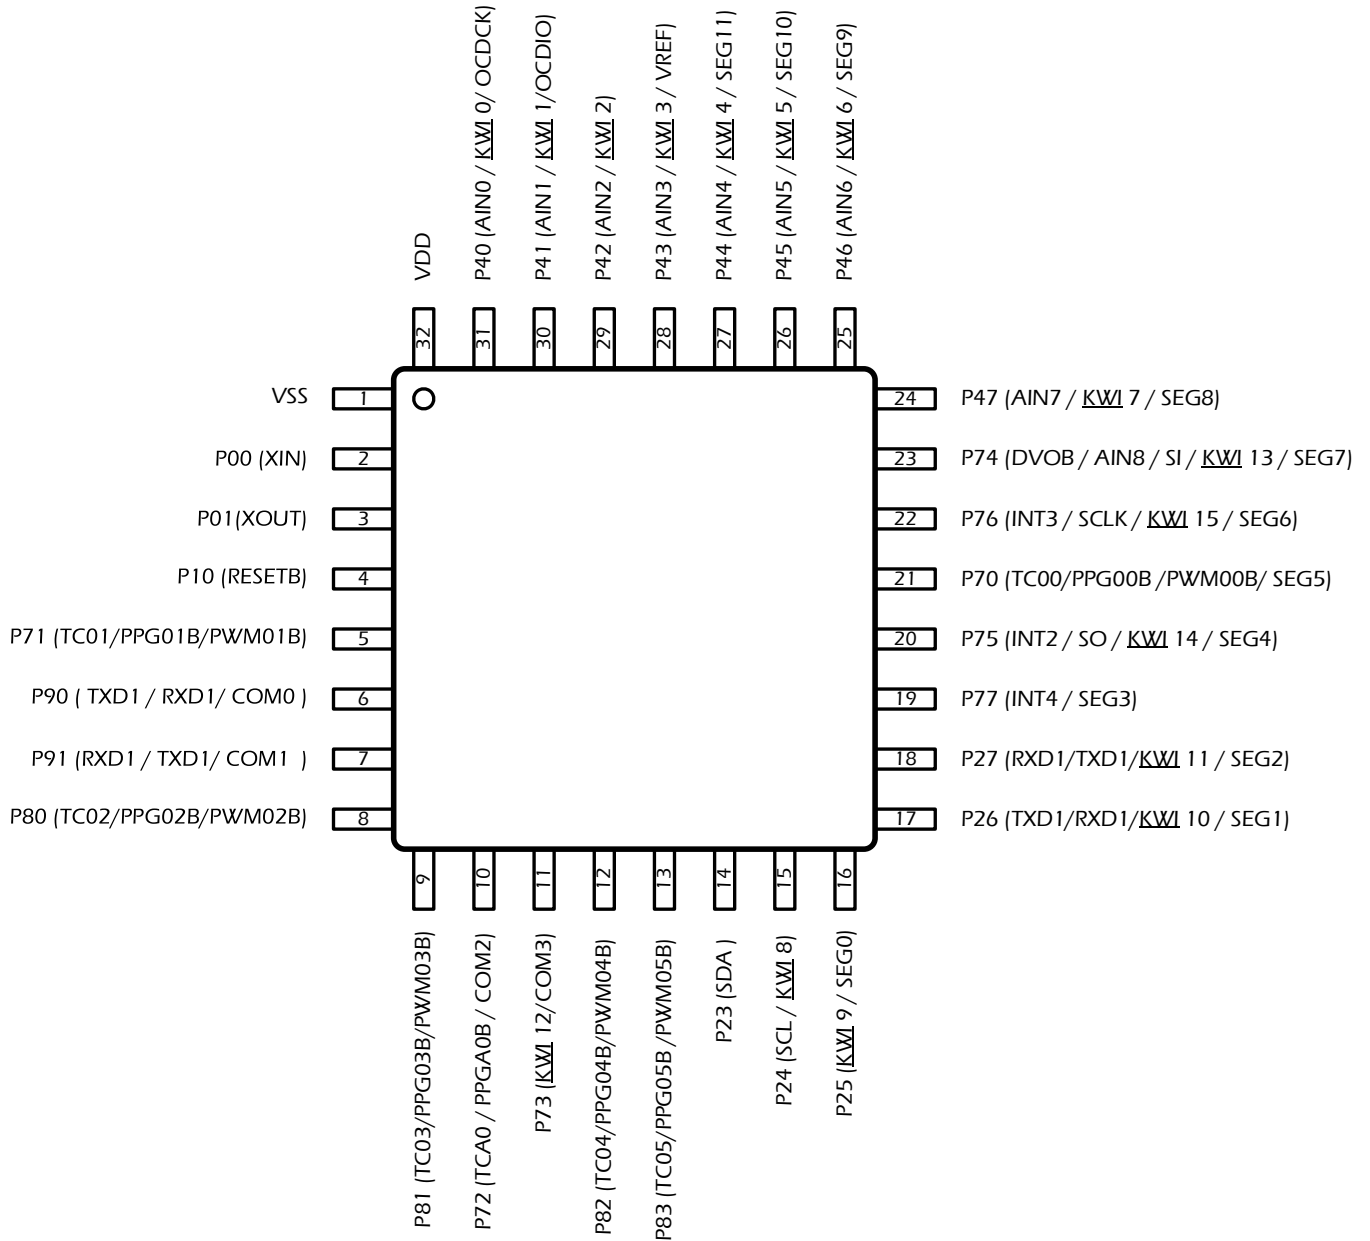 P40 (AIN0 / KWI 0/ OCDCK)
P41 (AIN1 / KWI 1/OCDIO)
P42 (AIN2 / KWI 2)
P43 (AIN3 / KWI 3 / VREF)
P44 (AIN4 / KWI 4 / SEG11)
P45 (AIN5 / KWI 5 / SEG10)
P46 (AIN6 / KWI 6 / SEG9)
VDD
32
31
30
29
28
27
26
25
VSS
1
P00 (XIN)
2
P01(XOUT)
3
P10 (RESETB)
4
P71 (TC01/PPG01B/PWM01B)
5
P90 ( TXD1 / RXD1/ COM0 )
6
P91 (RXD1 / TXD1/ COM1 )
7
P80 (TC02/PPG02B/PWM02B)
8
24
P47 (AIN7 / KWI 7 / SEG8)
23
P74 (DVOB / AIN8 / SI / KWI 13 / SEG7)
22
P76 (INT3 / SCLK / KWI 15 / SEG6)
21
P70 (TC00/PPG00B /PWM00B/ SEG5)
20
P75 (INT2 / SO / KWI 14 / SEG4)
19
P77 (INT4 / SEG3)
18
P27 (RXD1/TXD1/KWI 11 / SEG2)
17
P26 (TXD1/RXD1/KWI 10 / SEG1)
9
10
11
12
13
14
15
16
P81 (TC03/PPG03B/PWM03B)
P72 (TCA0 / PPGA0B / COM2)
P73 (KWI 12/COM3)
P82 (TC04/PPG04B/PWM04B)
P83 (TC05/PPG05B /PWM05B)
P23 (SDA )
P24 (SCL / KWI 8)
P25 (KWI 9 / SEG0)